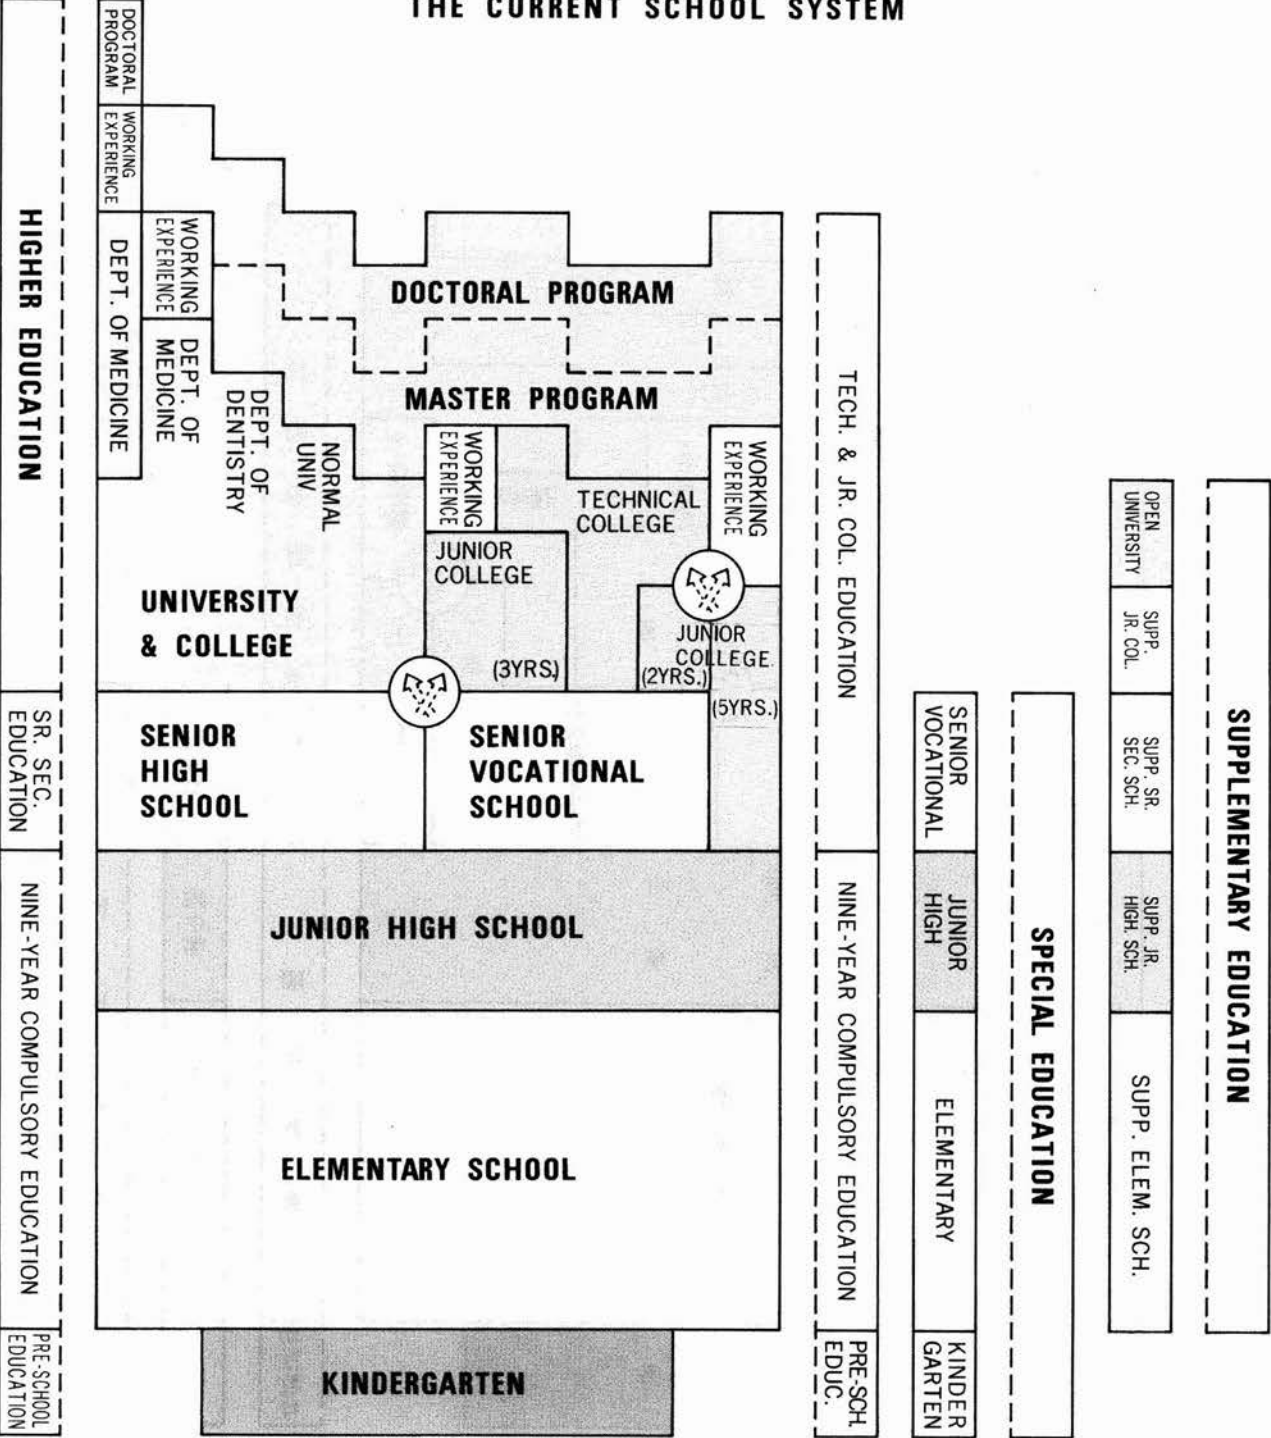 THE CURRENT SCHOOL SYSTEM
HIGHER EDUCATION
SR. SEC.
EDUCATION
NINE-YEAR COMPULSORY EDUCATION
PRE-SCHOOL
EDUCATION
DOCTORAL
PROGRAM
WORKING
EXPERIENCE
DEPT. OF MEDICINE
WORKING
EXPERIENCE
DEPT. OF
MEDICINE
DEPT. OF
DENTISTRY
NORMAL
UNIV
DOCTORAL PROGRAM
MASTER PROGRAM
WORKING
EXPERIENCE
TECHNICAL
COLLEGE
WORKING
EXPERIENCE
JUNIOR
COLLEGE
(3YRS.)
JUNIOR
COLLEGE.
(2YRS.)
(5YRS.)
UNIVERSITY
& COLLEGE
SENIOR
HIGH
SCHOOL
SENIOR
VOCATIONAL
SCHOOL
JUNIOR HIGH SCHOOL
ELEMENTARY SCHOOL
KINDERGARTEN
TECH. & JR. COL. EDUCATION
NINE-YEAR COMPULSORY EDUCATION
PRE-SCH.
EDUC.
SENIOR
VOCATIONAL
JUNIOR
HIGH
ELEMENTARY
KINDER
GARTEN
SPECIAL EDUCATION
OPEN
UNIVERSITY
SUPP.
JR. COL.
SUPP. SR.
SEC. SCH.
SUPP. JR.
HIGH. SCH.
SUPP. ELEM. SCH.
SUPPLEMENTARY EDUCATION